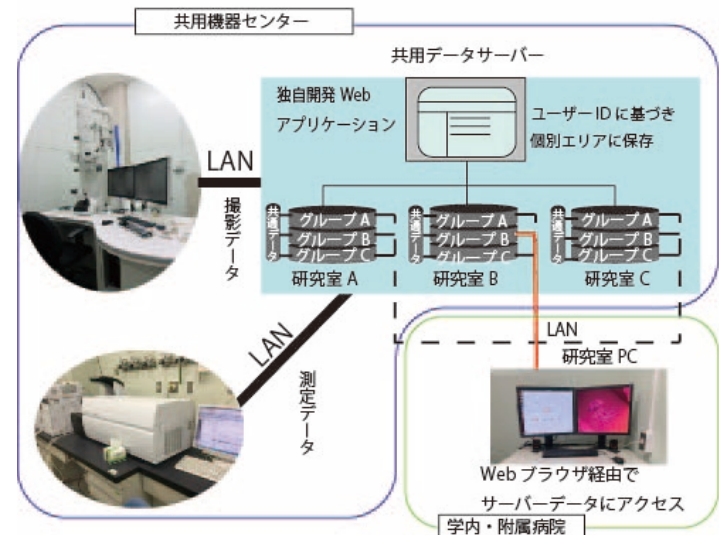 共用機器センター
共用データサーバー
独自開発 Web
アプリケーション
ユーザー ID に基づき
個別エリアに保存
LAN
撮影データ
共通データ
グループ A
グループ B
グループ C
研究室 A
共通データ
グループ A
グループ B
グループ C
研究室 B
共通データ
グループ A
グループ B
グループ C
研究室 C
LAN
測定データ
LAN
研究室 PC
Web ブラウザ経由で
サーバーデータにアクセス
学内・附属病院